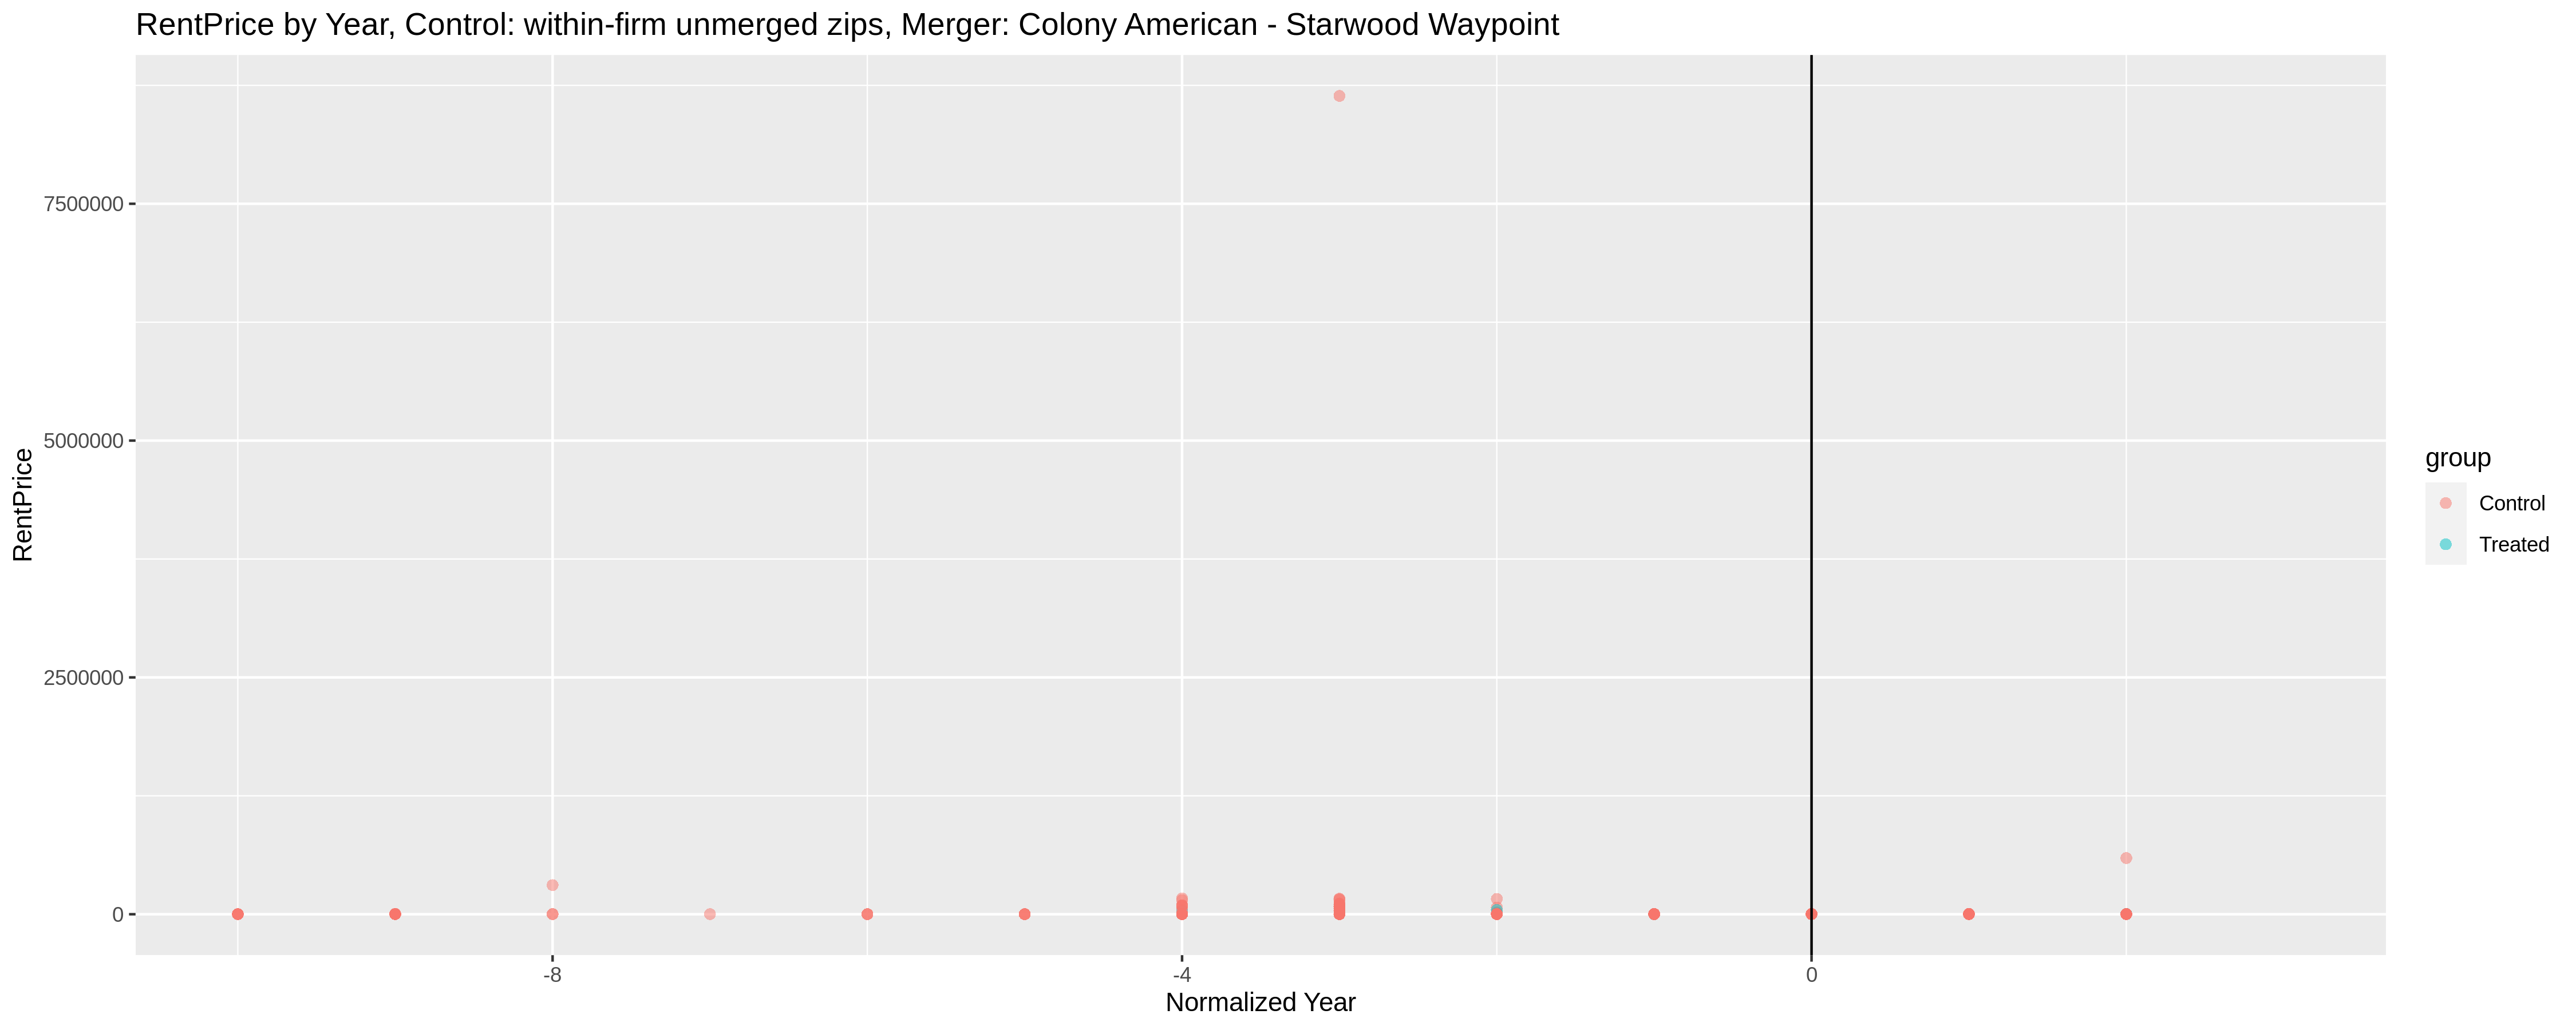 RentPrice by Year, Control: within-firm unmerged zips, Merger: Colony American - Starwood Waypoint
RentPrice
7500000
5000000
2500000
0
-8
-4
0
Normalized Year
group
Control
Treated